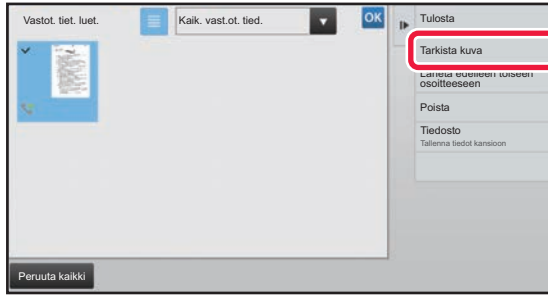 Vastot. tiet. luet.
Kaik. vast.ot. tied.
OK
Tulosta
Tarkista kuva
Lähetä edelleen toiseen
osoitteeseen
Poista
Tiedosto
Tallenna tiedot kansioon
Peruuta kaikki